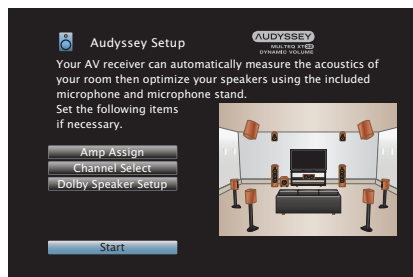 Audyssey Setup
AUDYSSEY
MULTEQ XT32
DYNAMIC VOLUME
Your AV receiver can automatically measure the acoustics of
your room then optimize your speakers using the included
microphone and microphone stand.
Set the following items
if necessary.
Amp Assign
Channel Select
Dolby Speaker Setup
Start